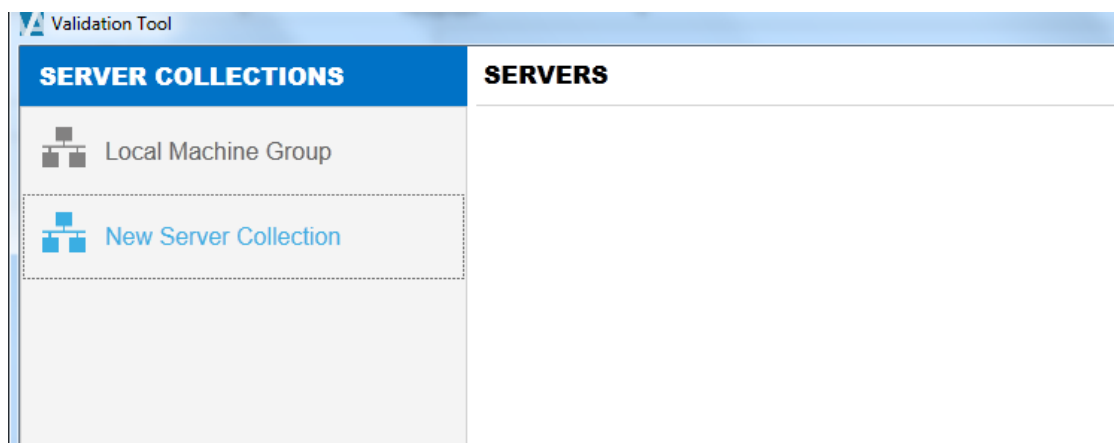 Validation Tool
SERVER COLLECTIONS
SERVERS
Local Machine Group
New Server Collection